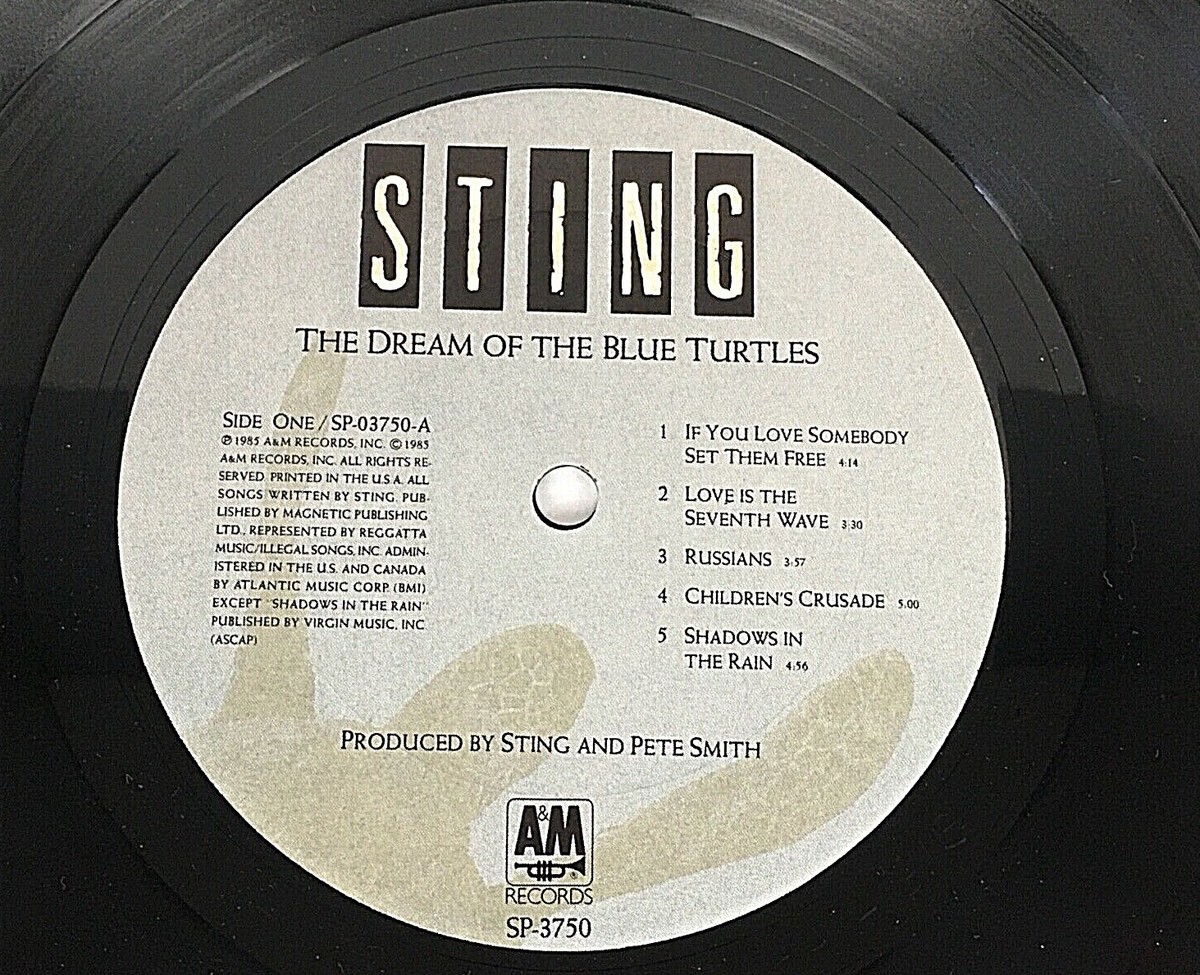 STING
THE DREAM OF THE BLUE TURTLES
SIDE ONE/SP-03750-A
℗ 1985 A&M RECORDS, INC. © 1985
A&M RECORDS, INC. ALL RIGHTS RE-
SERVED. PRINTED IN THE U.S.A. ALL
SONGS WRITTEN BY STING. PUB-
LISHED BY MAGNETIC PUBLISHING
LTD., REPRESENTED BY REGGATTA
MUSIC/ILLEGAL SONGS, INC. ADMIN-
ISTERED IN THE U.S. AND CANADA
BY ATLANTIC MUSIC CORP. (BMI)
EXCEPT "SHADOWS IN THE RAIN"
PUBLISHED BY VIRGIN MUSIC, INC.
(ASCAP)
1 IF YOU LOVE SOMEBODY
SET THEM FREE 4:14
2 LOVE IS THE
SEVENTH WAVE 3:30
3 RUSSIANS 3:57
4 CHILDREN'S CRUSADE 5:00
5 SHADOWS IN
THE RAIN 4:56
PRODUCED BY STING AND PETE SMITH
A&M
®
RECORDS
SP-3750